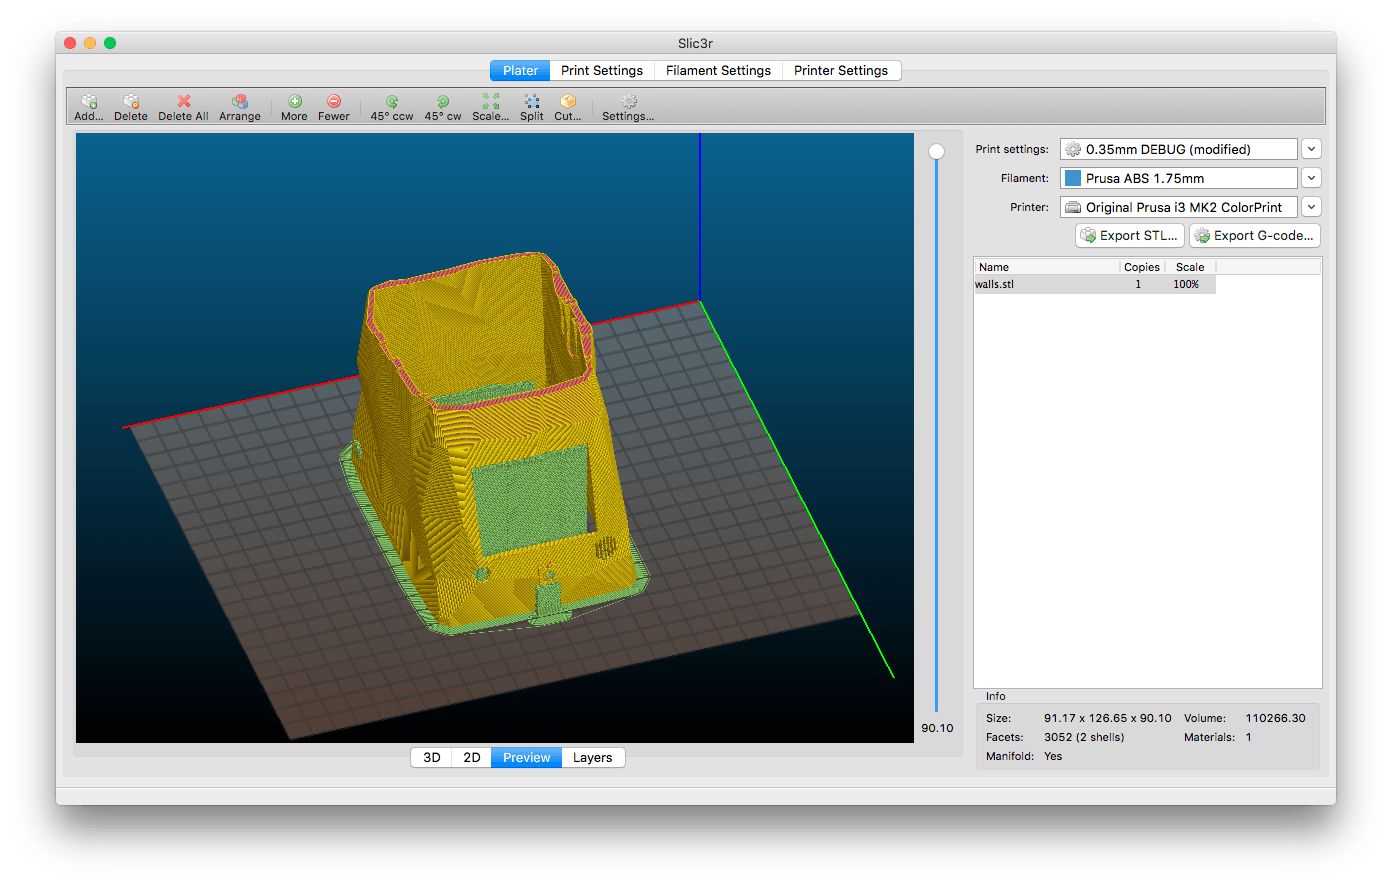 Slic3r
Plater Print Settings Filament Settings Printer Settings
Add... Delete Delete All Arrange More Fewer 45° ccw 45° cw Scale... Split Cut... Settings...
Print settings: 0.35mm DEBUG (modified)
Filament: Prusa ABS 1.75mm
Printer: Original Prusa i3 MK2 ColorPrint
Export STL... Export G-code...
Name Copies Scale
walls.stl 1 100%
Info
Size: 91.17 x 126.65 x 90.10 Volume: 110266.30
Facets: 3052 (2 shells) Materials: 1
Manifold: Yes
90.10
3D 2D Preview Layers